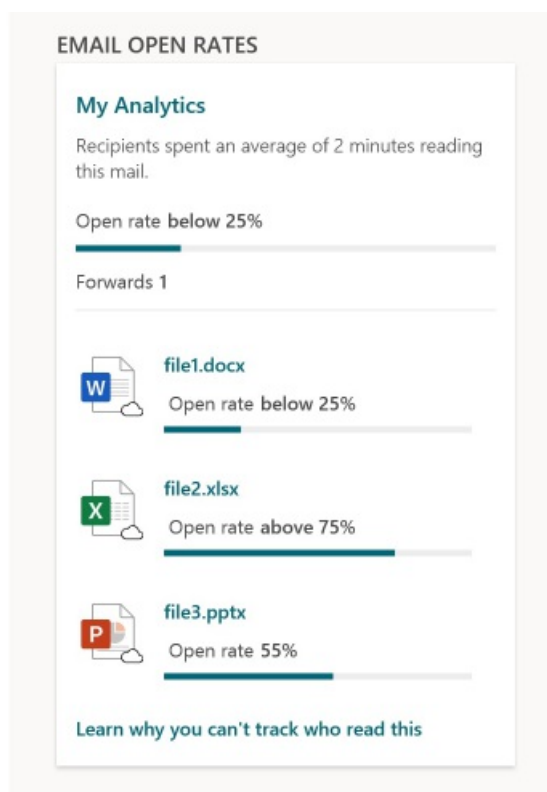 EMAIL OPEN RATES
My Analytics
Recipients spent an average of 2 minutes reading
this mail.
Open rate below 25%
Forwards 1
W
file1.docx
Open rate below 25%
X
file2.xlsx
Open rate above 75%
P
file3.pptx
Open rate 55%
Learn why you can't track who read this